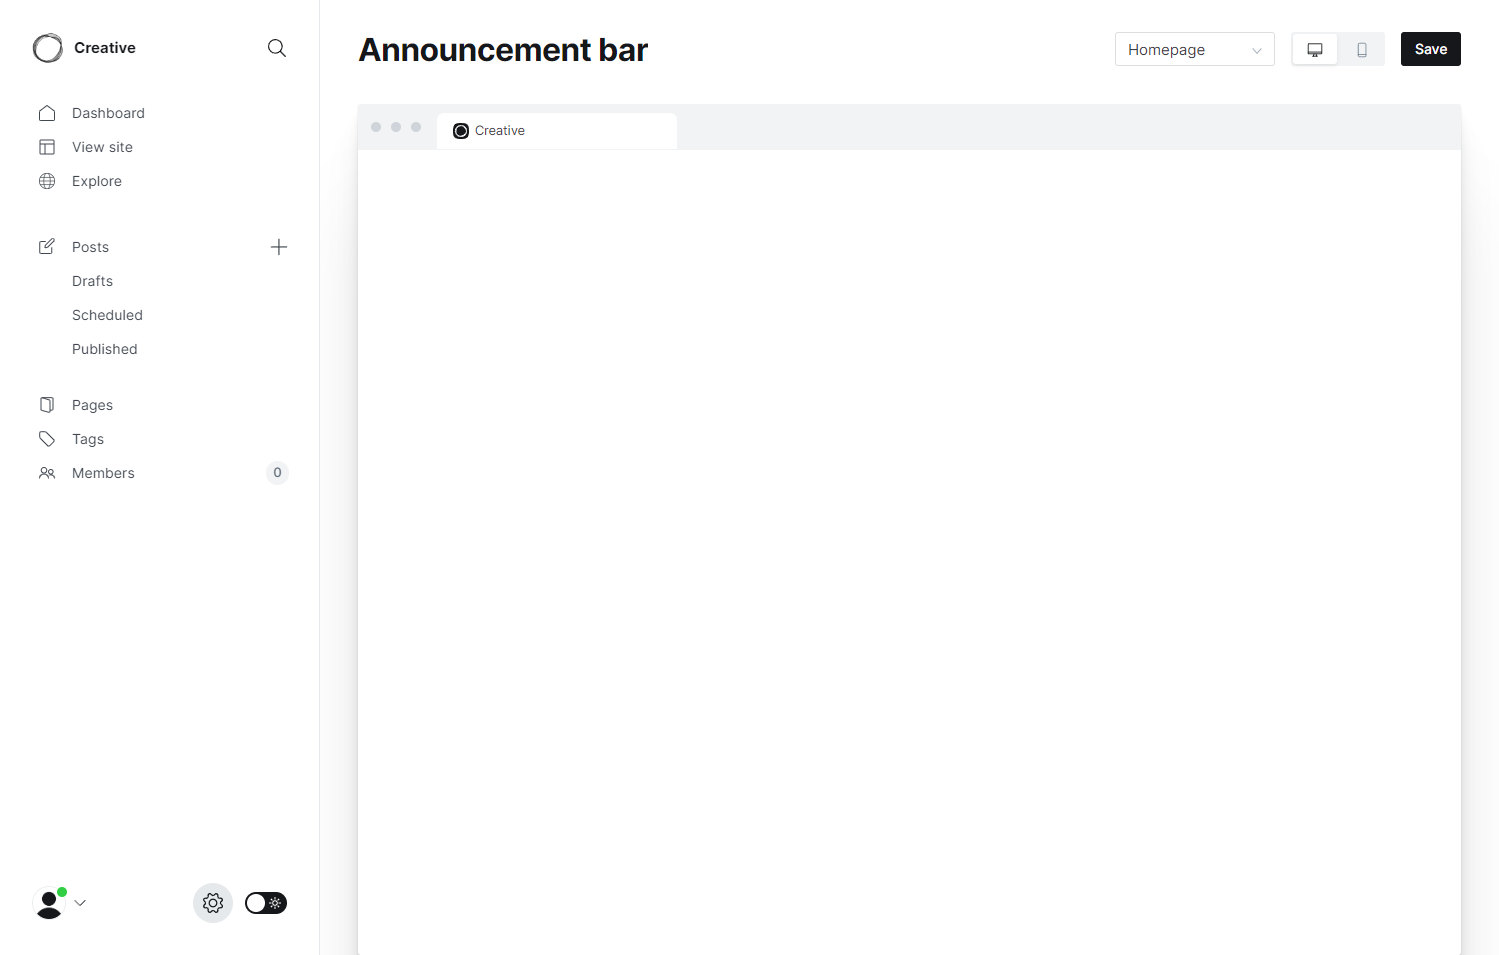 Creative
Dashboard
View site
Explore
Posts
Drafts
Scheduled
Published
Pages
Tags
Members
0
Announcement bar
Homepage
Save
Creative